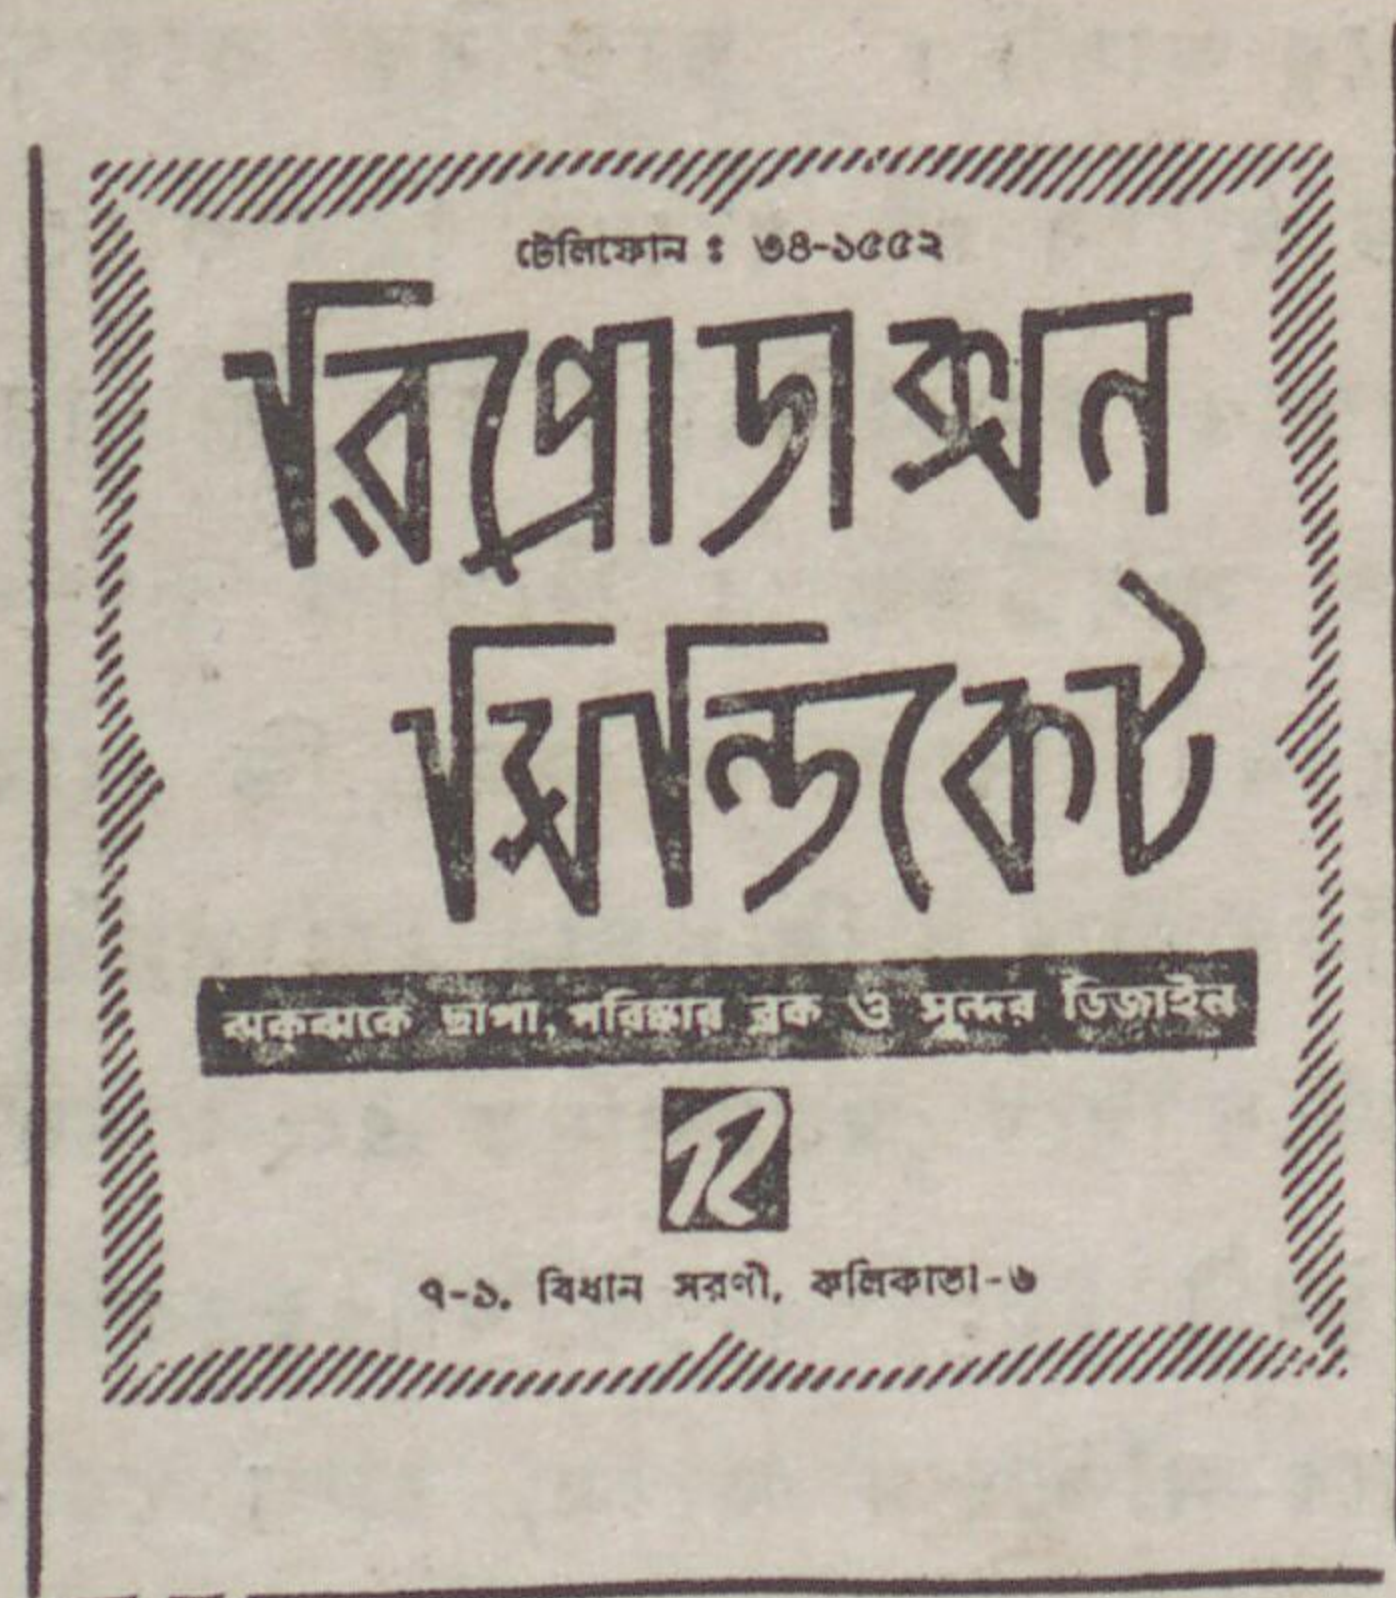 টেলিফোন : ৩৪-১৫৫২
রিপ্রোডাক্সন
সিন্ডিকেট
ঝকঝকে ছাপা, পরিষ্কার ব্লক ও সুন্দর ডিজাইন
R
৭-১, বিধান সরণী, কলিকাতা-৬